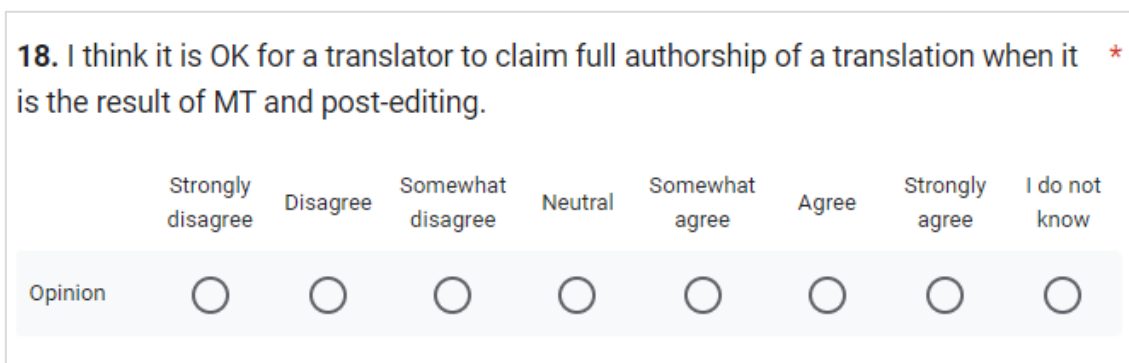 18. I think it is OK for a translator to claim full authorship of a translation when it *
is the result of MT and post-editing.
Strongly disagree Disagree Somewhat disagree Neutral Somewhat agree Agree Strongly agree I do not know
Opinion